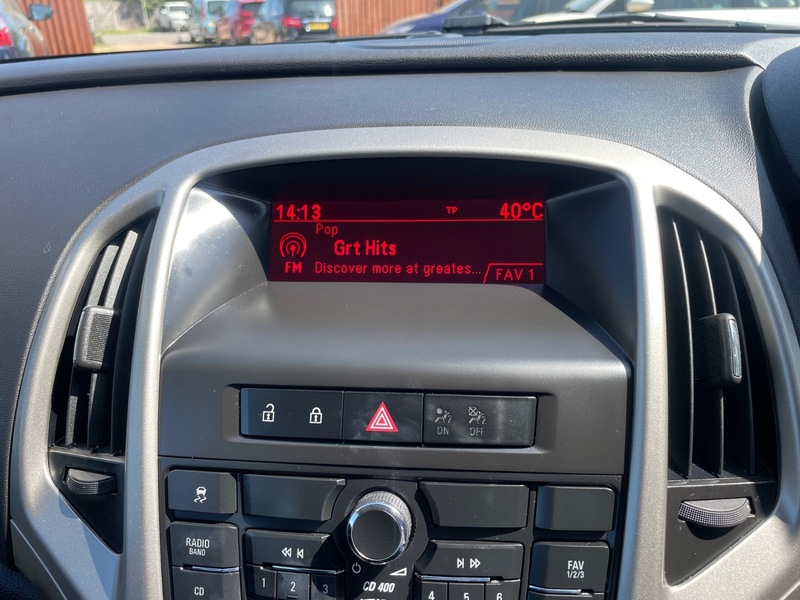 14:13 TP 40°C
Pop
Grt Hits
FM Discover more at greates... FAV 1
ON OFF
RADIO BAND
CD
1 2 3
CD 400
4 5 6
FAV 1/2/3